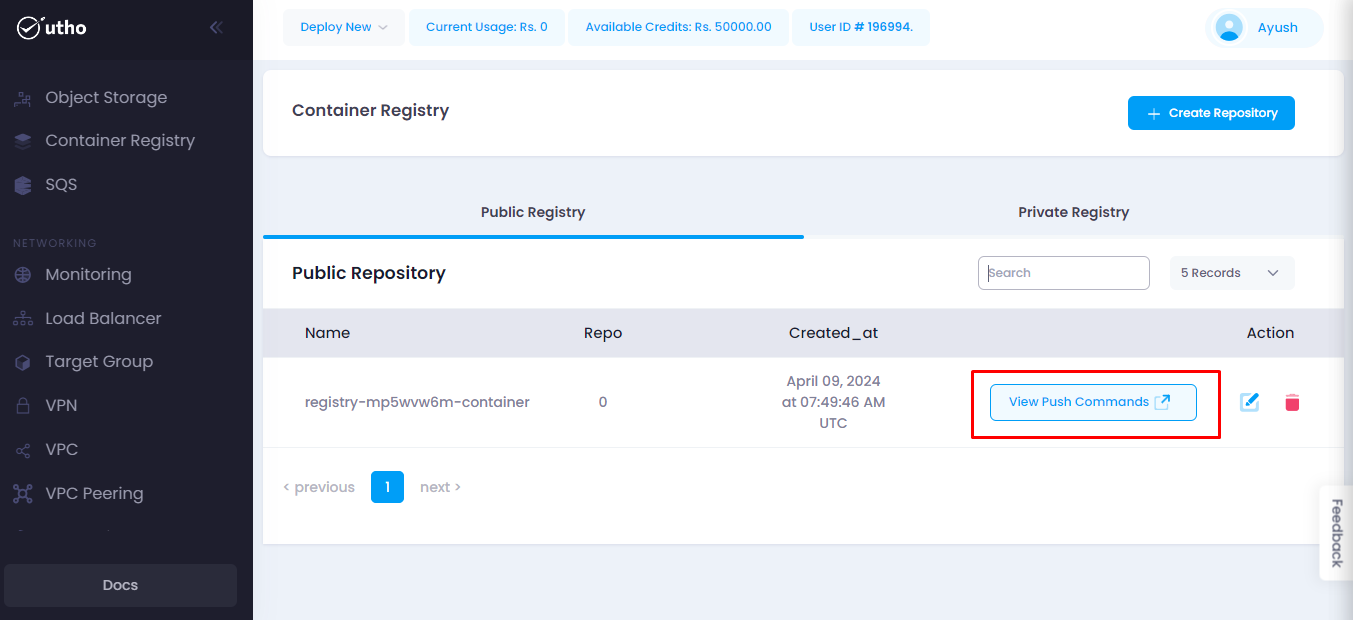 utho
Deploy New
Current Usage: Rs. 0
Available Credits: Rs. 50000.00
User ID # 196994.
Ayush
Object Storage
Container Registry
SQS
NETWORKING
Monitoring
Load Balancer
Target Group
VPN
VPC
VPC Peering
Docs
Container Registry
+ Create Repository
Public Registry
Private Registry
Public Repository
Search
5 Records
Name Repo Created_at Action
registry-mp5wvw6m-container
0
April 09, 2024
at 07:49:46 AM
UTC
View Push Commands
< previous 1 next >
Feedback